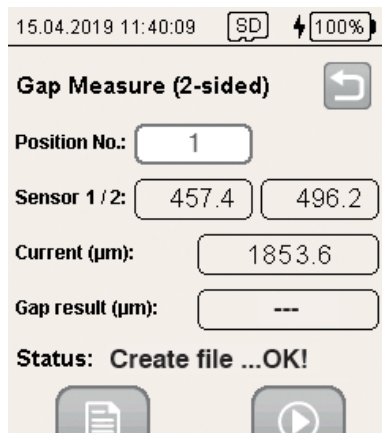 15.04.2019 11:40:09 SD 100%
Gap Measure (2-sided)
Position No.: 1
Sensor 1 / 2: 457.4 496.2
Current (µm): 1853.6
Gap result (µm): ---
Status: Create file ...OK!